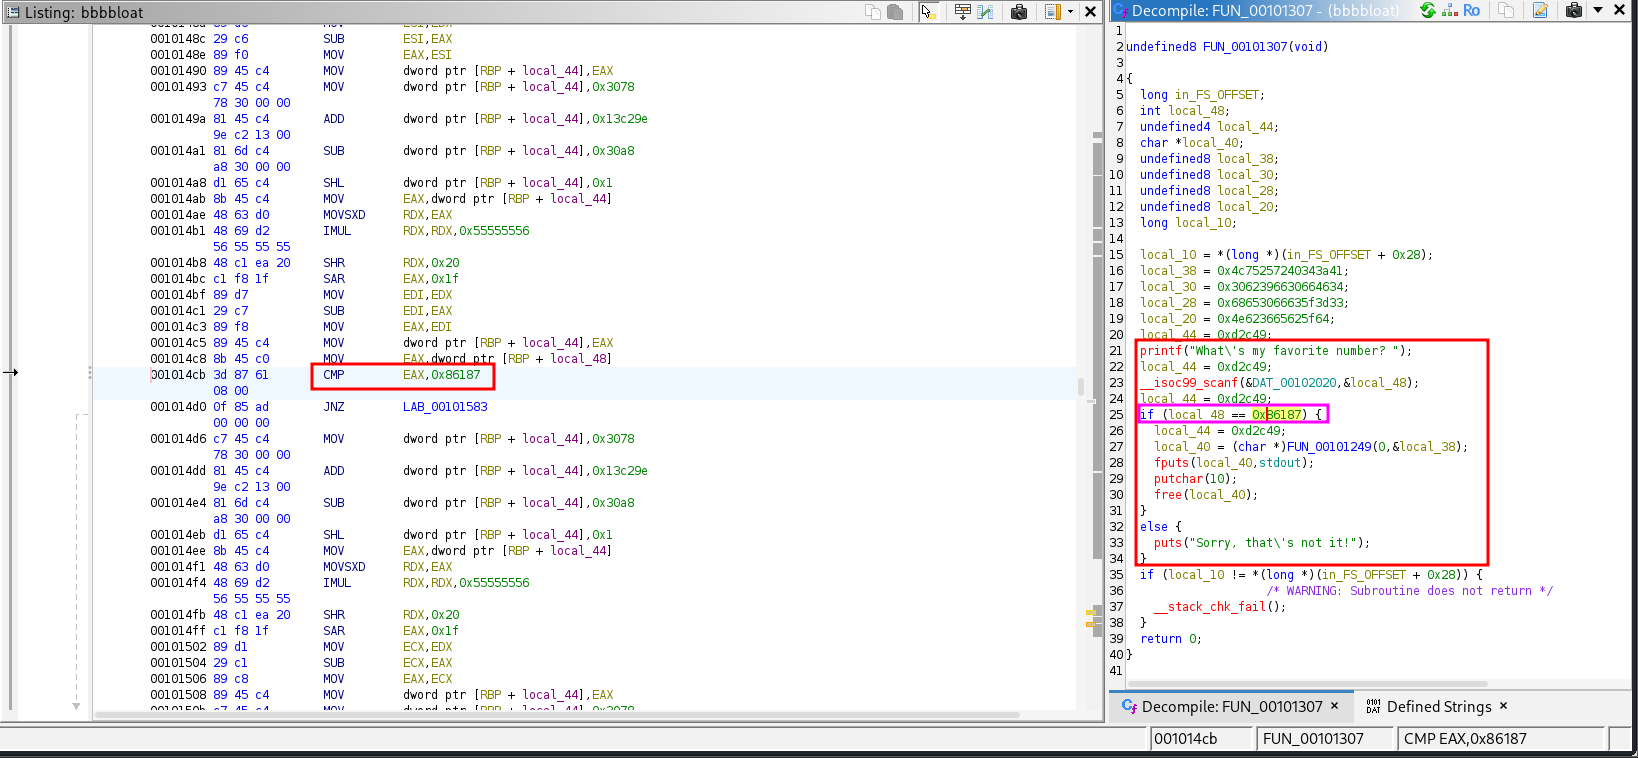 Listing: bbbbloat
0010148c 29 c6 SUB ESI,EAX
0010148e 89 f0 MOV EAX,ESI
00101490 89 45 c4 MOV dword ptr [RBP + local_44],EAX
00101493 c7 45 c4 MOV dword ptr [RBP + local_44],0x3078
78 30 00 00
0010149a 81 45 c4 ADD dword ptr [RBP + local_44],0x13c29e
9e c2 13 00
001014a1 81 6d c4 SUB dword ptr [RBP + local_44],0x30a8
a8 30 00 00
001014a8 d1 65 c4 SHL dword ptr [RBP + local_44],0x1
001014ab 8b 45 c4 MOV EAX,dword ptr [RBP + local_44]
001014ae 48 63 d0 MOVSXD RDX,EAX
001014b1 48 69 d2 IMUL RDX,RDX,0x55555556
56 55 55 55
001014b8 48 c1 ea 20 SHR RDX,0x20
001014bc c1 f8 1f SAR EAX,0x1f
001014bf 89 d7 MOV EDI,EDX
001014c1 29 c7 SUB EDI,EAX
001014c3 89 f8 MOV EAX,EDI
001014c5 89 45 c4 MOV dword ptr [RBP + local_44],EAX
001014c8 8b 45 c0 MOV EAX,dword ptr [RBP + local_48]
001014cb 3d 87 61 CMP EAX,0x86187
08 00
001014d0 0f 85 ad JNZ LAB_00101583
00 00 00
001014d6 c7 45 c4 MOV dword ptr [RBP + local_44],0x3078
78 30 00 00
001014dd 81 45 c4 ADD dword ptr [RBP + local_44],0x13c29e
9e c2 13 00
001014e4 81 6d c4 SUB dword ptr [RBP + local_44],0x30a8
a8 30 00 00
001014eb d1 65 c4 SHL dword ptr [RBP + local_44],0x1
001014ee 8b 45 c4 MOV EAX,dword ptr [RBP + local_44]
001014f1 48 63 d0 MOVSXD RDX,EAX
001014f4 48 69 d2 IMUL RDX,RDX,0x55555556
56 55 55 55
001014fb 48 c1 ea 20 SHR RDX,0x20
001014ff c1 f8 1f SAR EAX,0x1f
00101502 89 d1 MOV ECX,EDX
00101504 29 c1 SUB ECX,EAX
00101506 89 c8 MOV EAX,ECX
00101508 89 45 c4 MOV dword ptr [RBP + local_44],EAX
Decompile: FUN_00101307 - (bbbbloat)
Ro
1
2 undefined8 FUN_00101307(void)
3
4 {
5 long in_FS_OFFSET;
6 int local_48;
7 undefined4 local_44;
8 char *local_40;
9 undefined8 local_38;
10 undefined8 local_30;
11 undefined8 local_28;
12 undefined8 local_20;
13 long local_10;
14
15 local_10 = *(long *)(in_FS_OFFSET + 0x28);
16 local_38 = 0x4c75257240343a41;
17 local_30 = 0x3062396630664634;
18 local_28 = 0x68653066635f3d33;
19 local_20 = 0x4e623665625f64;
20 local_44 = 0xd2c49;
21 printf("What\'s my favorite number? ");
22 local_44 = 0xd2c49;
23 __isoc99_scanf(&DAT_00102020,&local_48);
24 local_44 = 0xd2c49;
25 if (local_48 == 0x86187) {
26 local_44 = 0xd2c49;
27 local_40 = (char *)FUN_00101249(0,&local_38);
28 fputs(local_40,stdout);
29 putchar(10);
30 free(local_40);
31 }
32 else {
33 puts("Sorry, that\'s not it!");
34 }
35 if (local_10 != *(long *)(in_FS_OFFSET + 0x28)) {
36 /* WARNING: Subroutine does not return */
37 __stack_chk_fail();
38 }
39 return 0;
40 }
41
Decompile: FUN_00101307 ×
Defined Strings ×
001014cb FUN_00101307 CMP EAX,0x86187